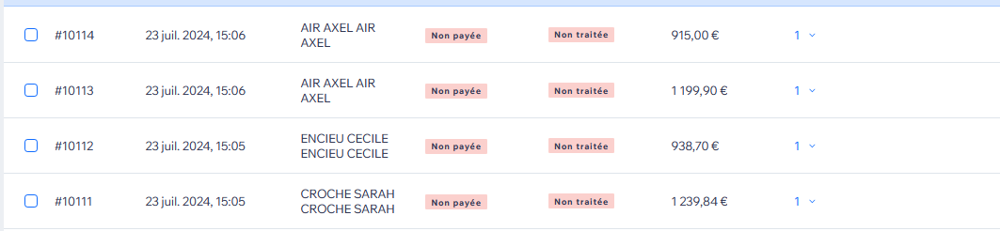 #10114 23 juil. 2024, 15:06 AIR AXEL AIR AXEL Non payée Non traitée 915,00 € 1
#10113 23 juil. 2024, 15:06 AIR AXEL AIR AXEL Non payée Non traitée 1 199,90 € 1
#10112 23 juil. 2024, 15:05 ENCIEU CECILE ENCIEU CECILE Non payée Non traitée 938,70 € 1
#10111 23 juil. 2024, 15:05 CROCHE SARAH CROCHE SARAH Non payée Non traitée 1 239,84 € 1